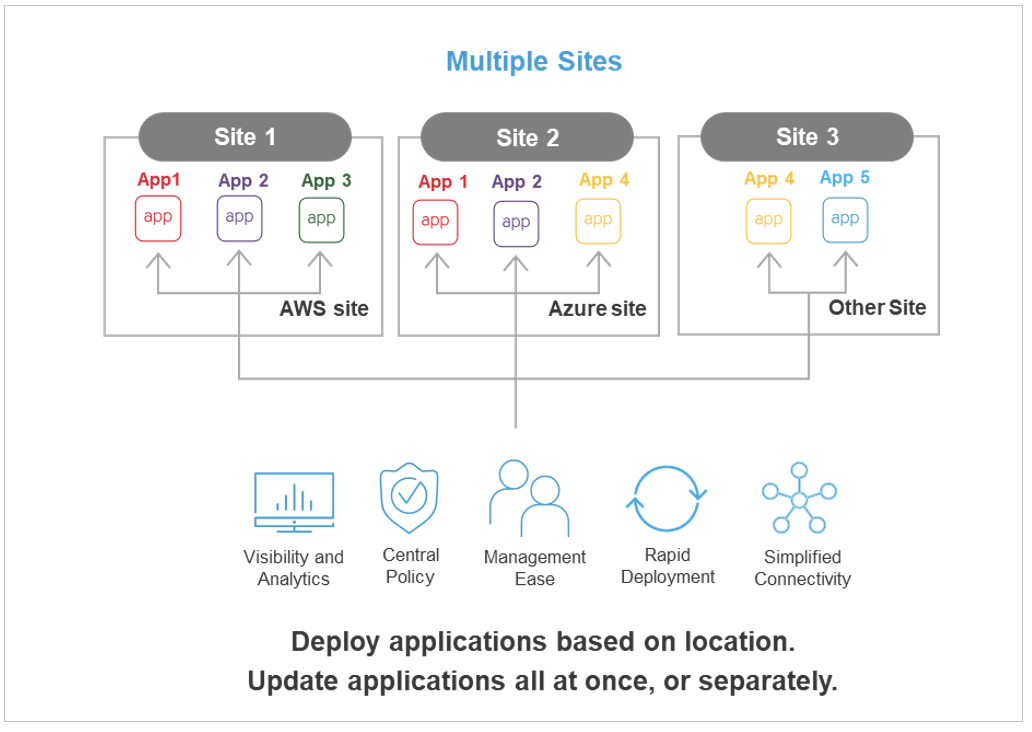 Multiple Sites
Site 1
Site 2
Site 3
App1 App 2 App 3
App 1 App 2 App 4
App 4 App 5
app app app
app app app
app app
AWS site
Azure site
Other Site
Visibility and
Analytics
Central
Policy
Management
Ease
Rapid
Deployment
Simplified
Connectivity
Deploy applications based on location.
Update applications all at once, or separately.